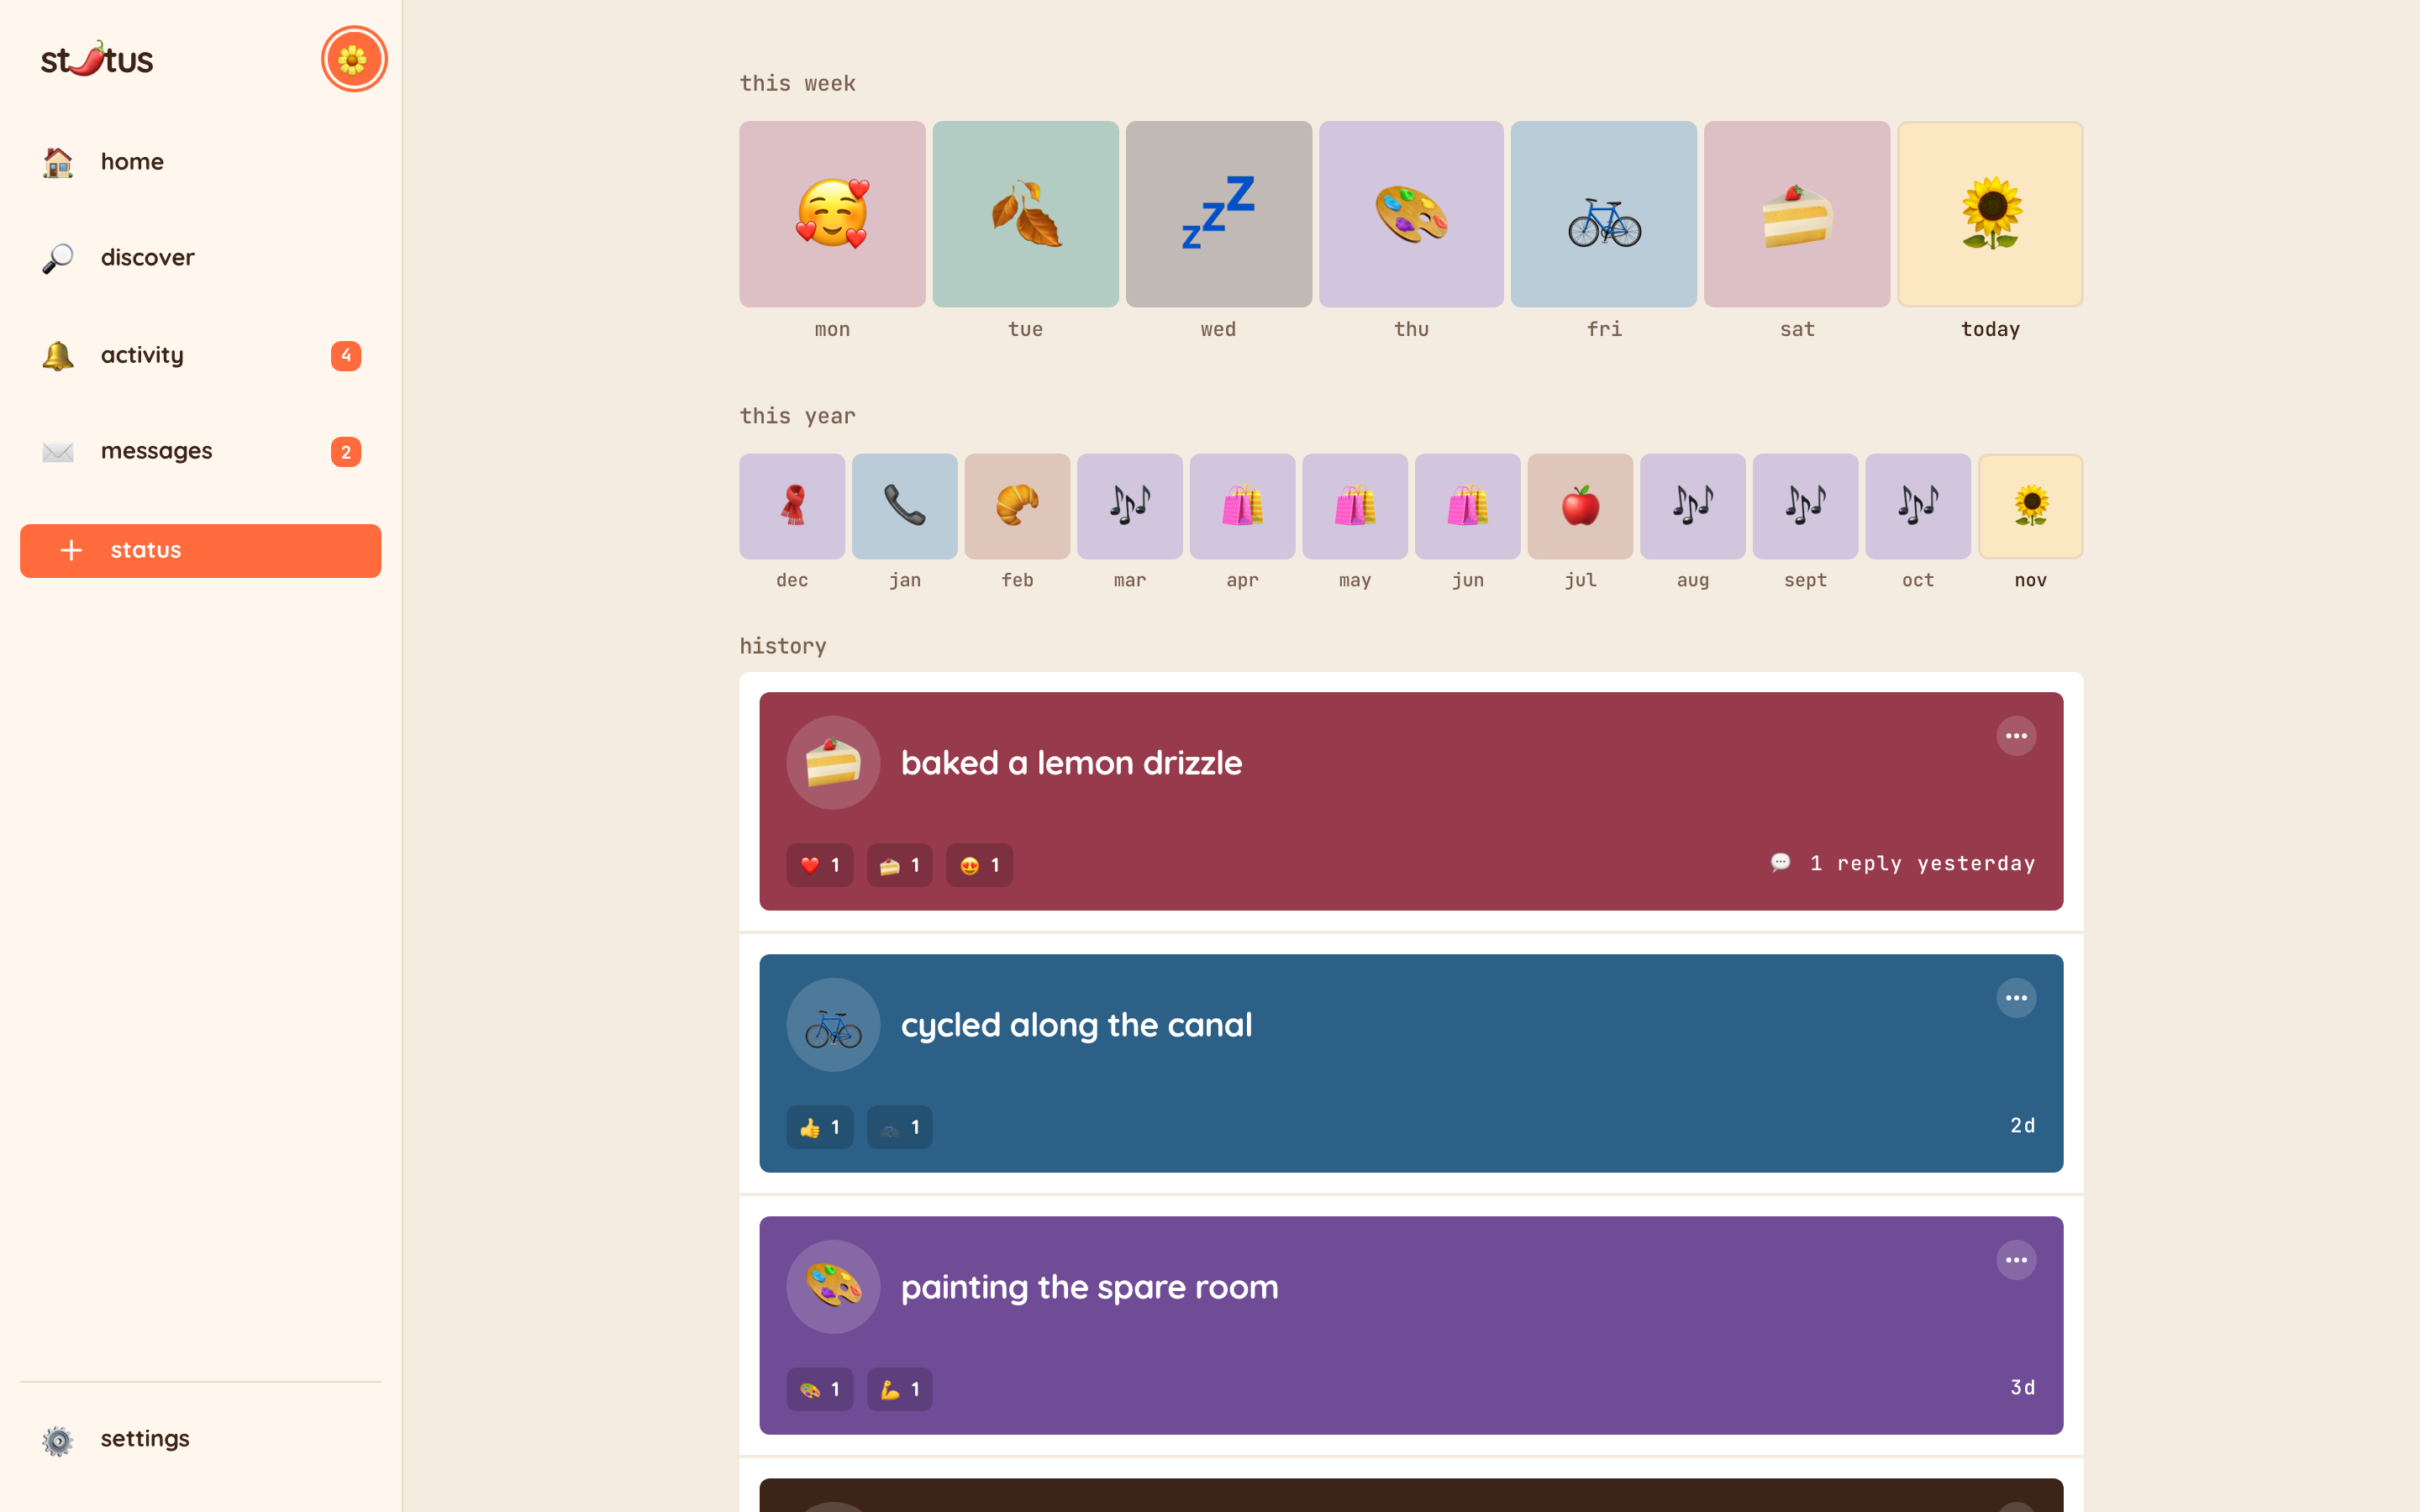 st🌶️tus
home
discover
activity 4
messages 2
+ status
settings
this week
mon tue wed thu fri sat today
this year
dec jan feb mar apr may jun jul aug sept oct nov
history
baked a lemon drizzle
❤️ 1 🍰 1 😍 1 💬 1 reply yesterday
cycled along the canal
👍 1 🚲 1 2d
painting the spare room
🎨 1 💪 1 3d